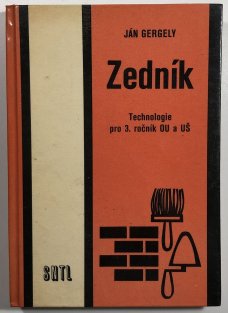 JÁN GERGELY
Zedník
Technologie
pro 3. ročník OU a UŠ
SNTL